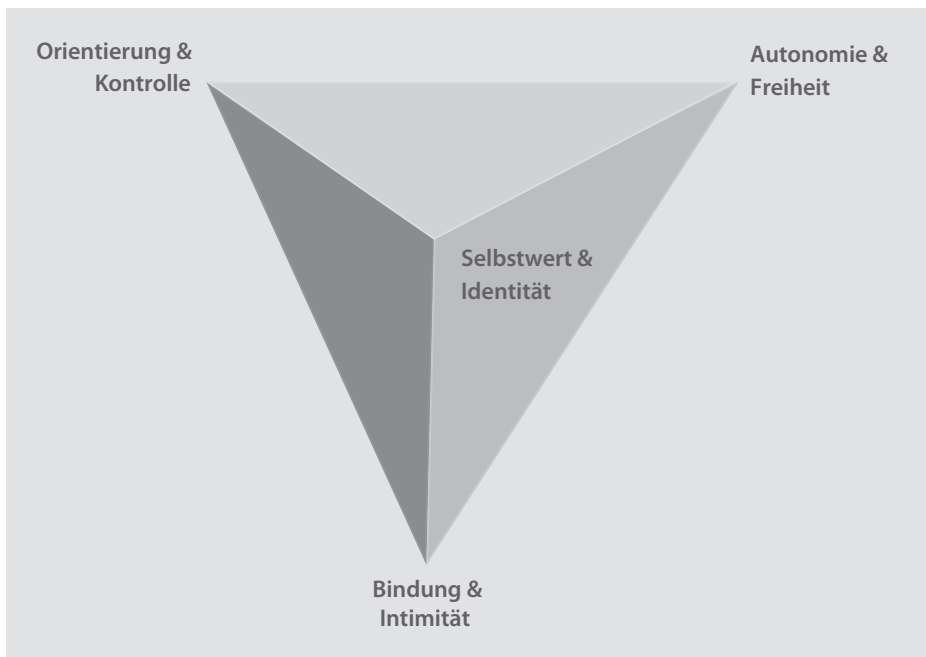 Orientierung &
Kontrolle
Autonomie &
Freiheit
Selbstwert &
Identität
Bindung &
Intimität